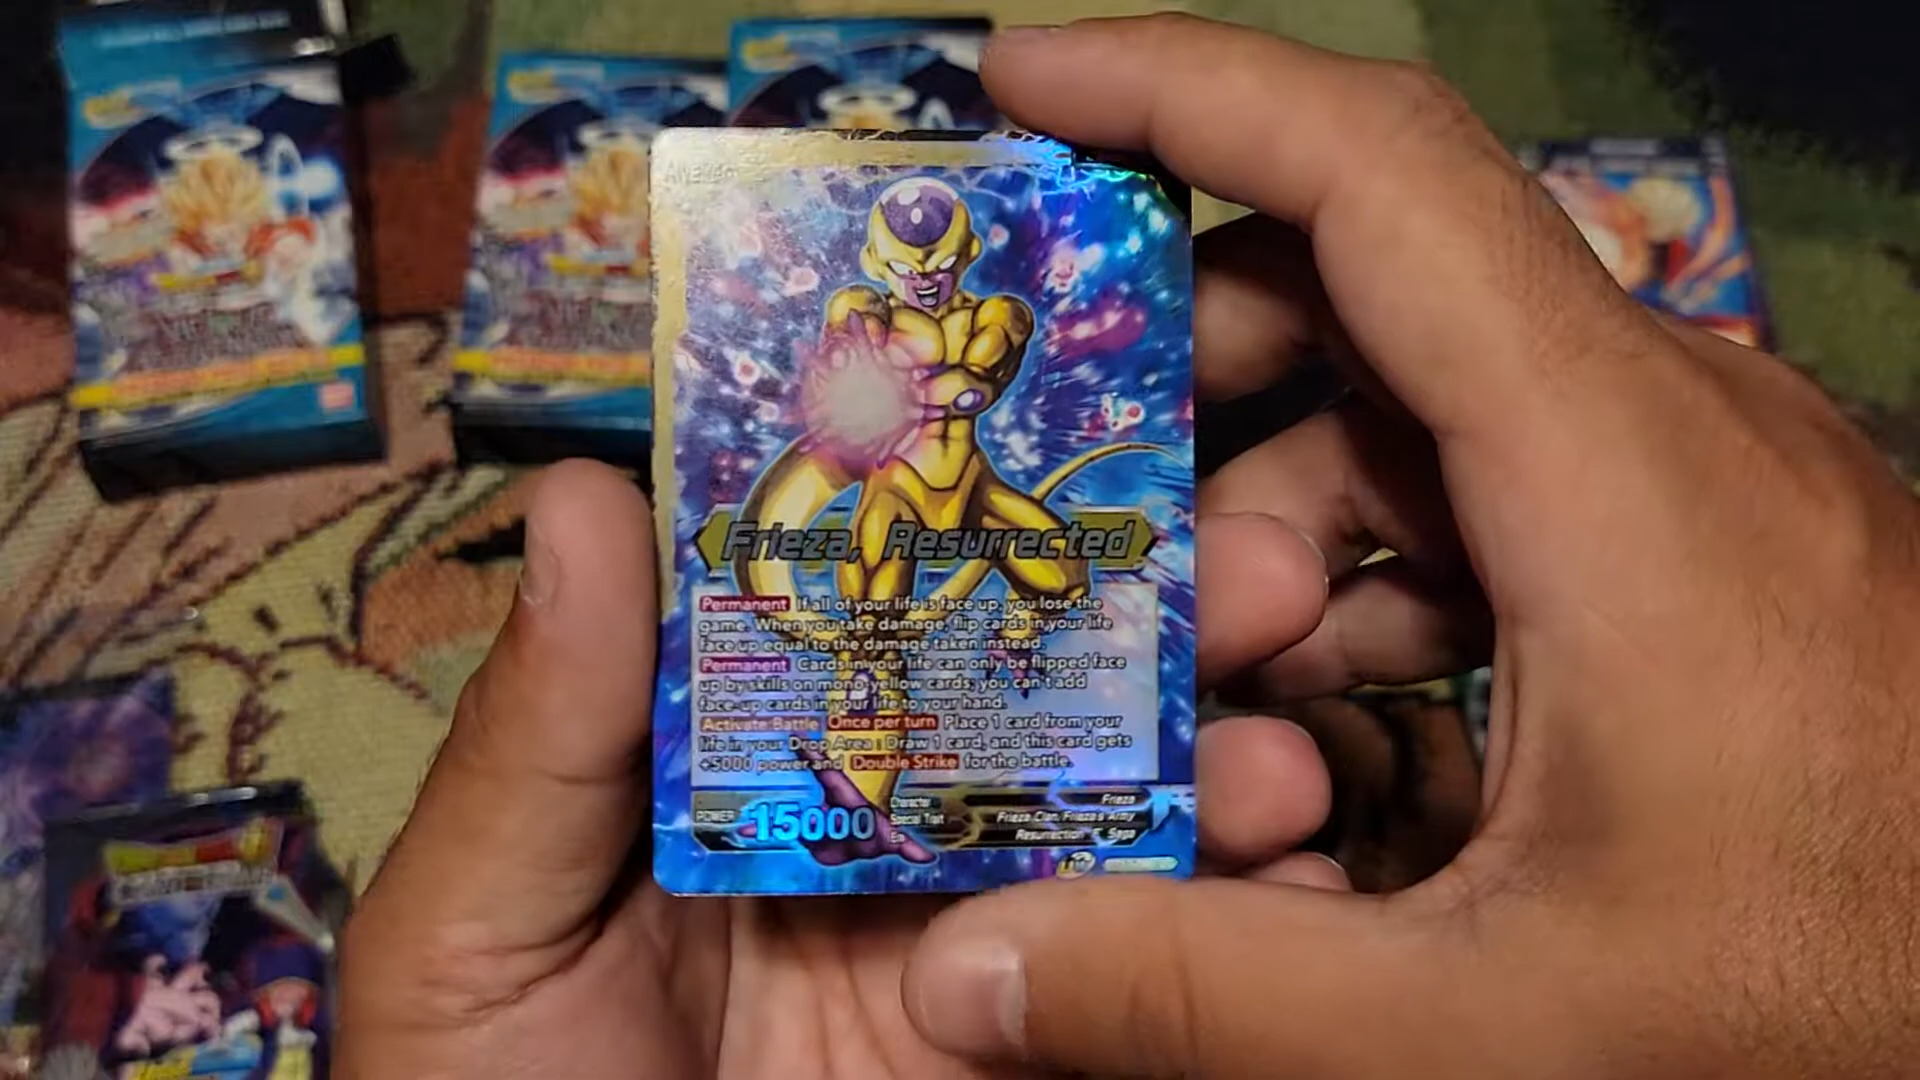 Frieza, Resurrected
Permanent If all of your life is face up, you lose the
game. When you take damage, flip cards in your life
face up equal to the damage taken instead.
Permanent Cards in your life can only be flipped face
up by skills on mono-yellow cards; you can't add
face-up cards in your life to your hand.
Activate: Battle Once per turn Place 1 card from your
life in your Drop Area : Draw 1 card, and this card gets
+5000 power and Double Strike for the battle.
POWER 15000
Character Frieza
Special Trait Frieza Clan/Frieza's Army
Era Resurrection "F" Saga